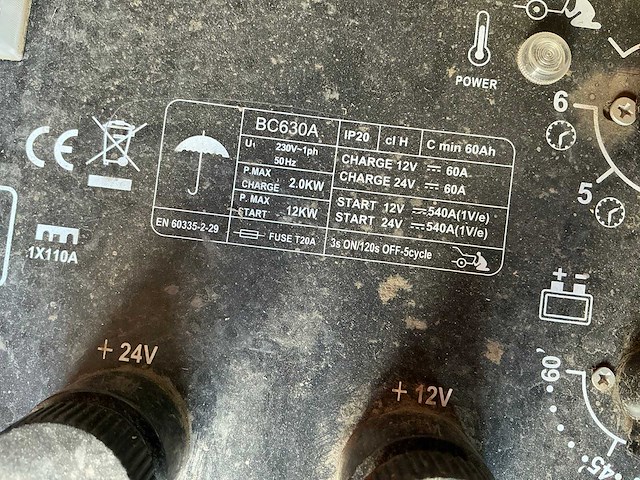 POWER
6
5
CE
BC630A
IP20
cl H
C min 60Ah
U₁ 230V~1ph
50Hz
CHARGE 12V 60A
CHARGE 24V 60A
P.MAX
CHARGE 2.0KW
P. MAX
START 12KW
START 12V 540A(1V/e)
START 24V 540A(1V/e)
EN 60335-2-29
FUSE T20A
3s ON/120s OFF-5cycle
1X110A
+ -
+ 24V
+ 12V
60'
45'